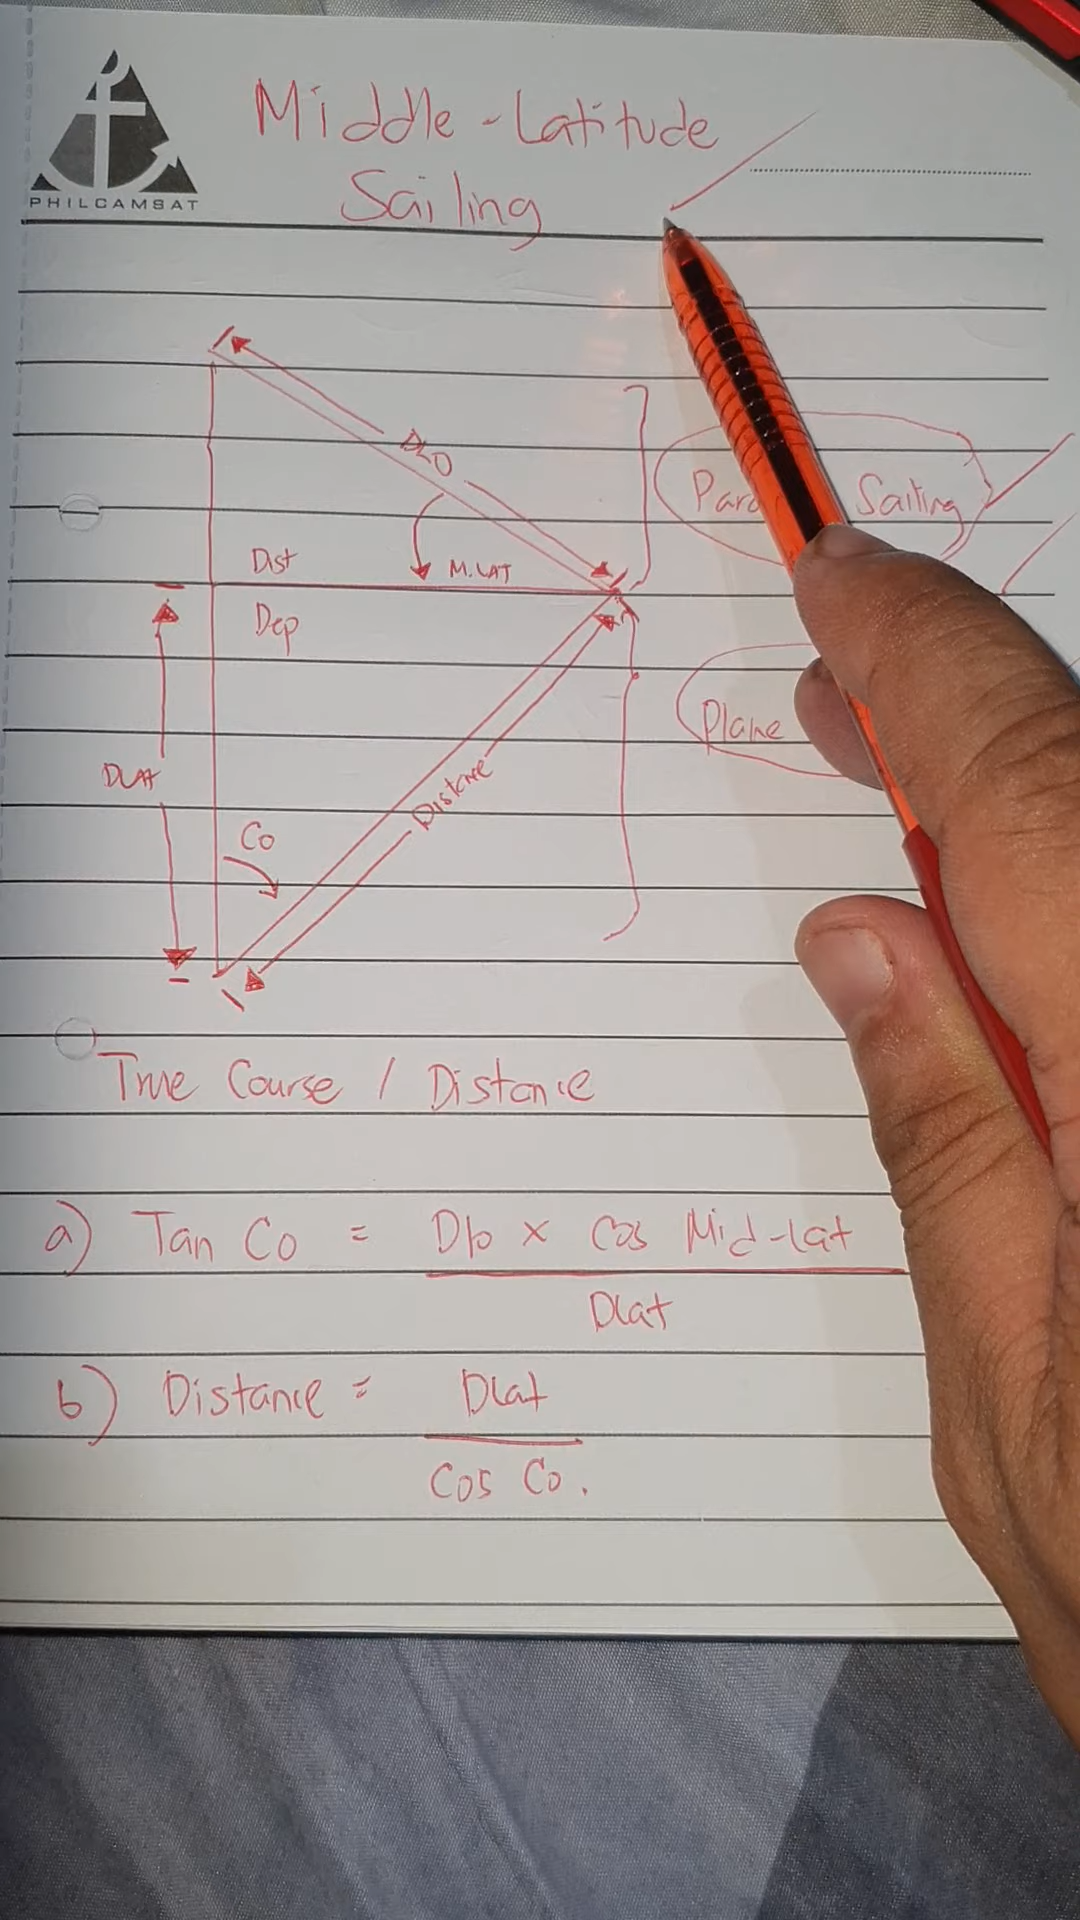 Middle-Latitude
Sailing
PHILCAMSAT
DLO
Sailing
Dist
M.LAT
Dep
Plane
DLAT
Distance
Co
True Course / Distance
a) Tan Co = Dlo x Cos Mid-lat
Dlat
b) Distance = Dlat
Cos Co.